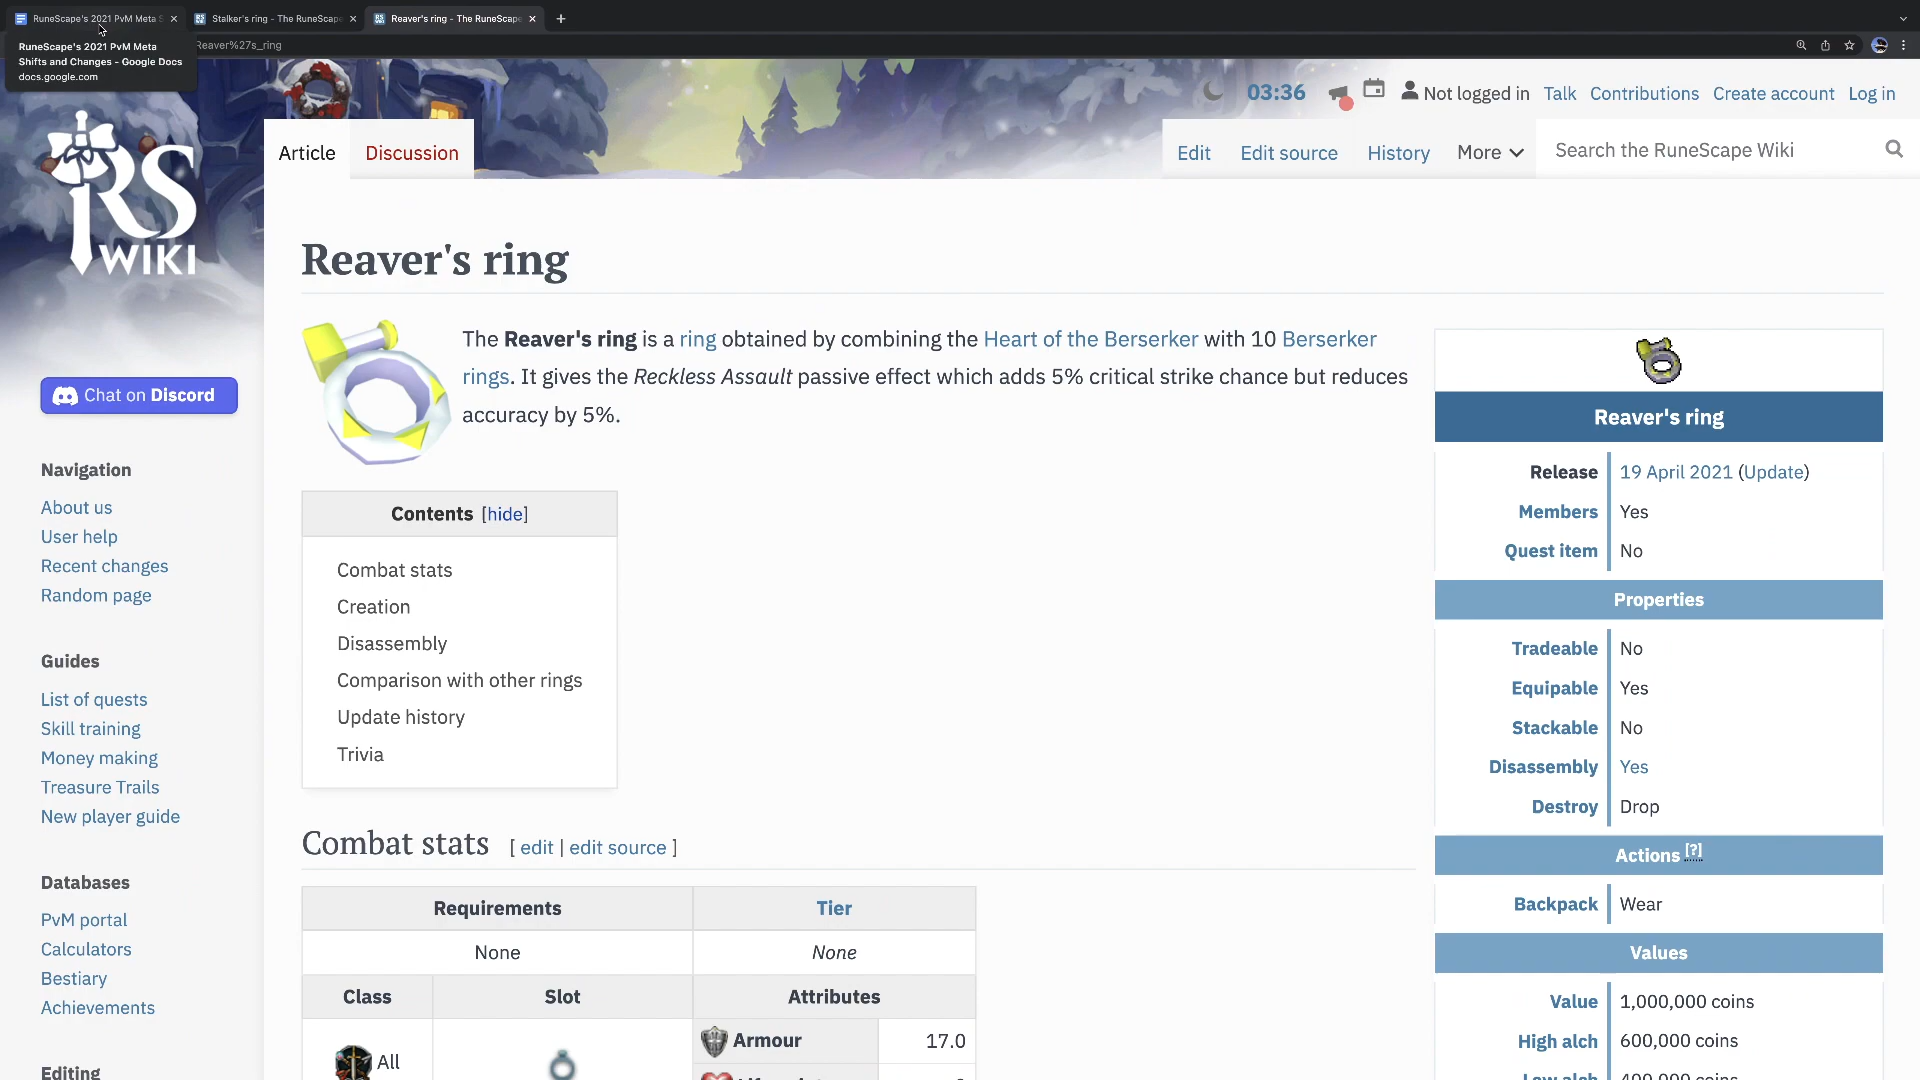 RuneScape's 2021 PvM Meta S
Stalker's ring - The RuneScape
Reaver's ring - The RuneScape
RuneScape's 2021 PvM Meta
Shifts and Changes - Google Docs
docs.google.com
Reaver%27s_ring
03:36
Not logged in
Talk
Contributions
Create account
Log in
RS
WIKI
Article
Discussion
Edit
Edit source
History
More
Search the RuneScape Wiki
Chat on Discord
Navigation
About us
User help
Recent changes
Random page
Guides
List of quests
Skill training
Money making
Treasure Trails
New player guide
Databases
PvM portal
Calculators
Bestiary
Achievements
Editing
Reaver's ring
The Reaver's ring is a ring obtained by combining the Heart of the Berserker with 10 Berserker
rings. It gives the Reckless Assault passive effect which adds 5% critical strike chance but reduces
accuracy by 5%.
Contents [hide]
Combat stats
Creation
Disassembly
Comparison with other rings
Update history
Trivia
Combat stats [ edit | edit source ]
Requirements Tier
None None
Class Slot Attributes
All Armour 17.0
Reaver's ring
Release 19 April 2021 (Update)
Members Yes
Quest item No
Properties
Tradeable No
Equipable Yes
Stackable No
Disassembly Yes
Destroy Drop
Actions [?]
Backpack Wear
Values
Value 1,000,000 coins
High alch 600,000 coins
Low alch 400,000 coins